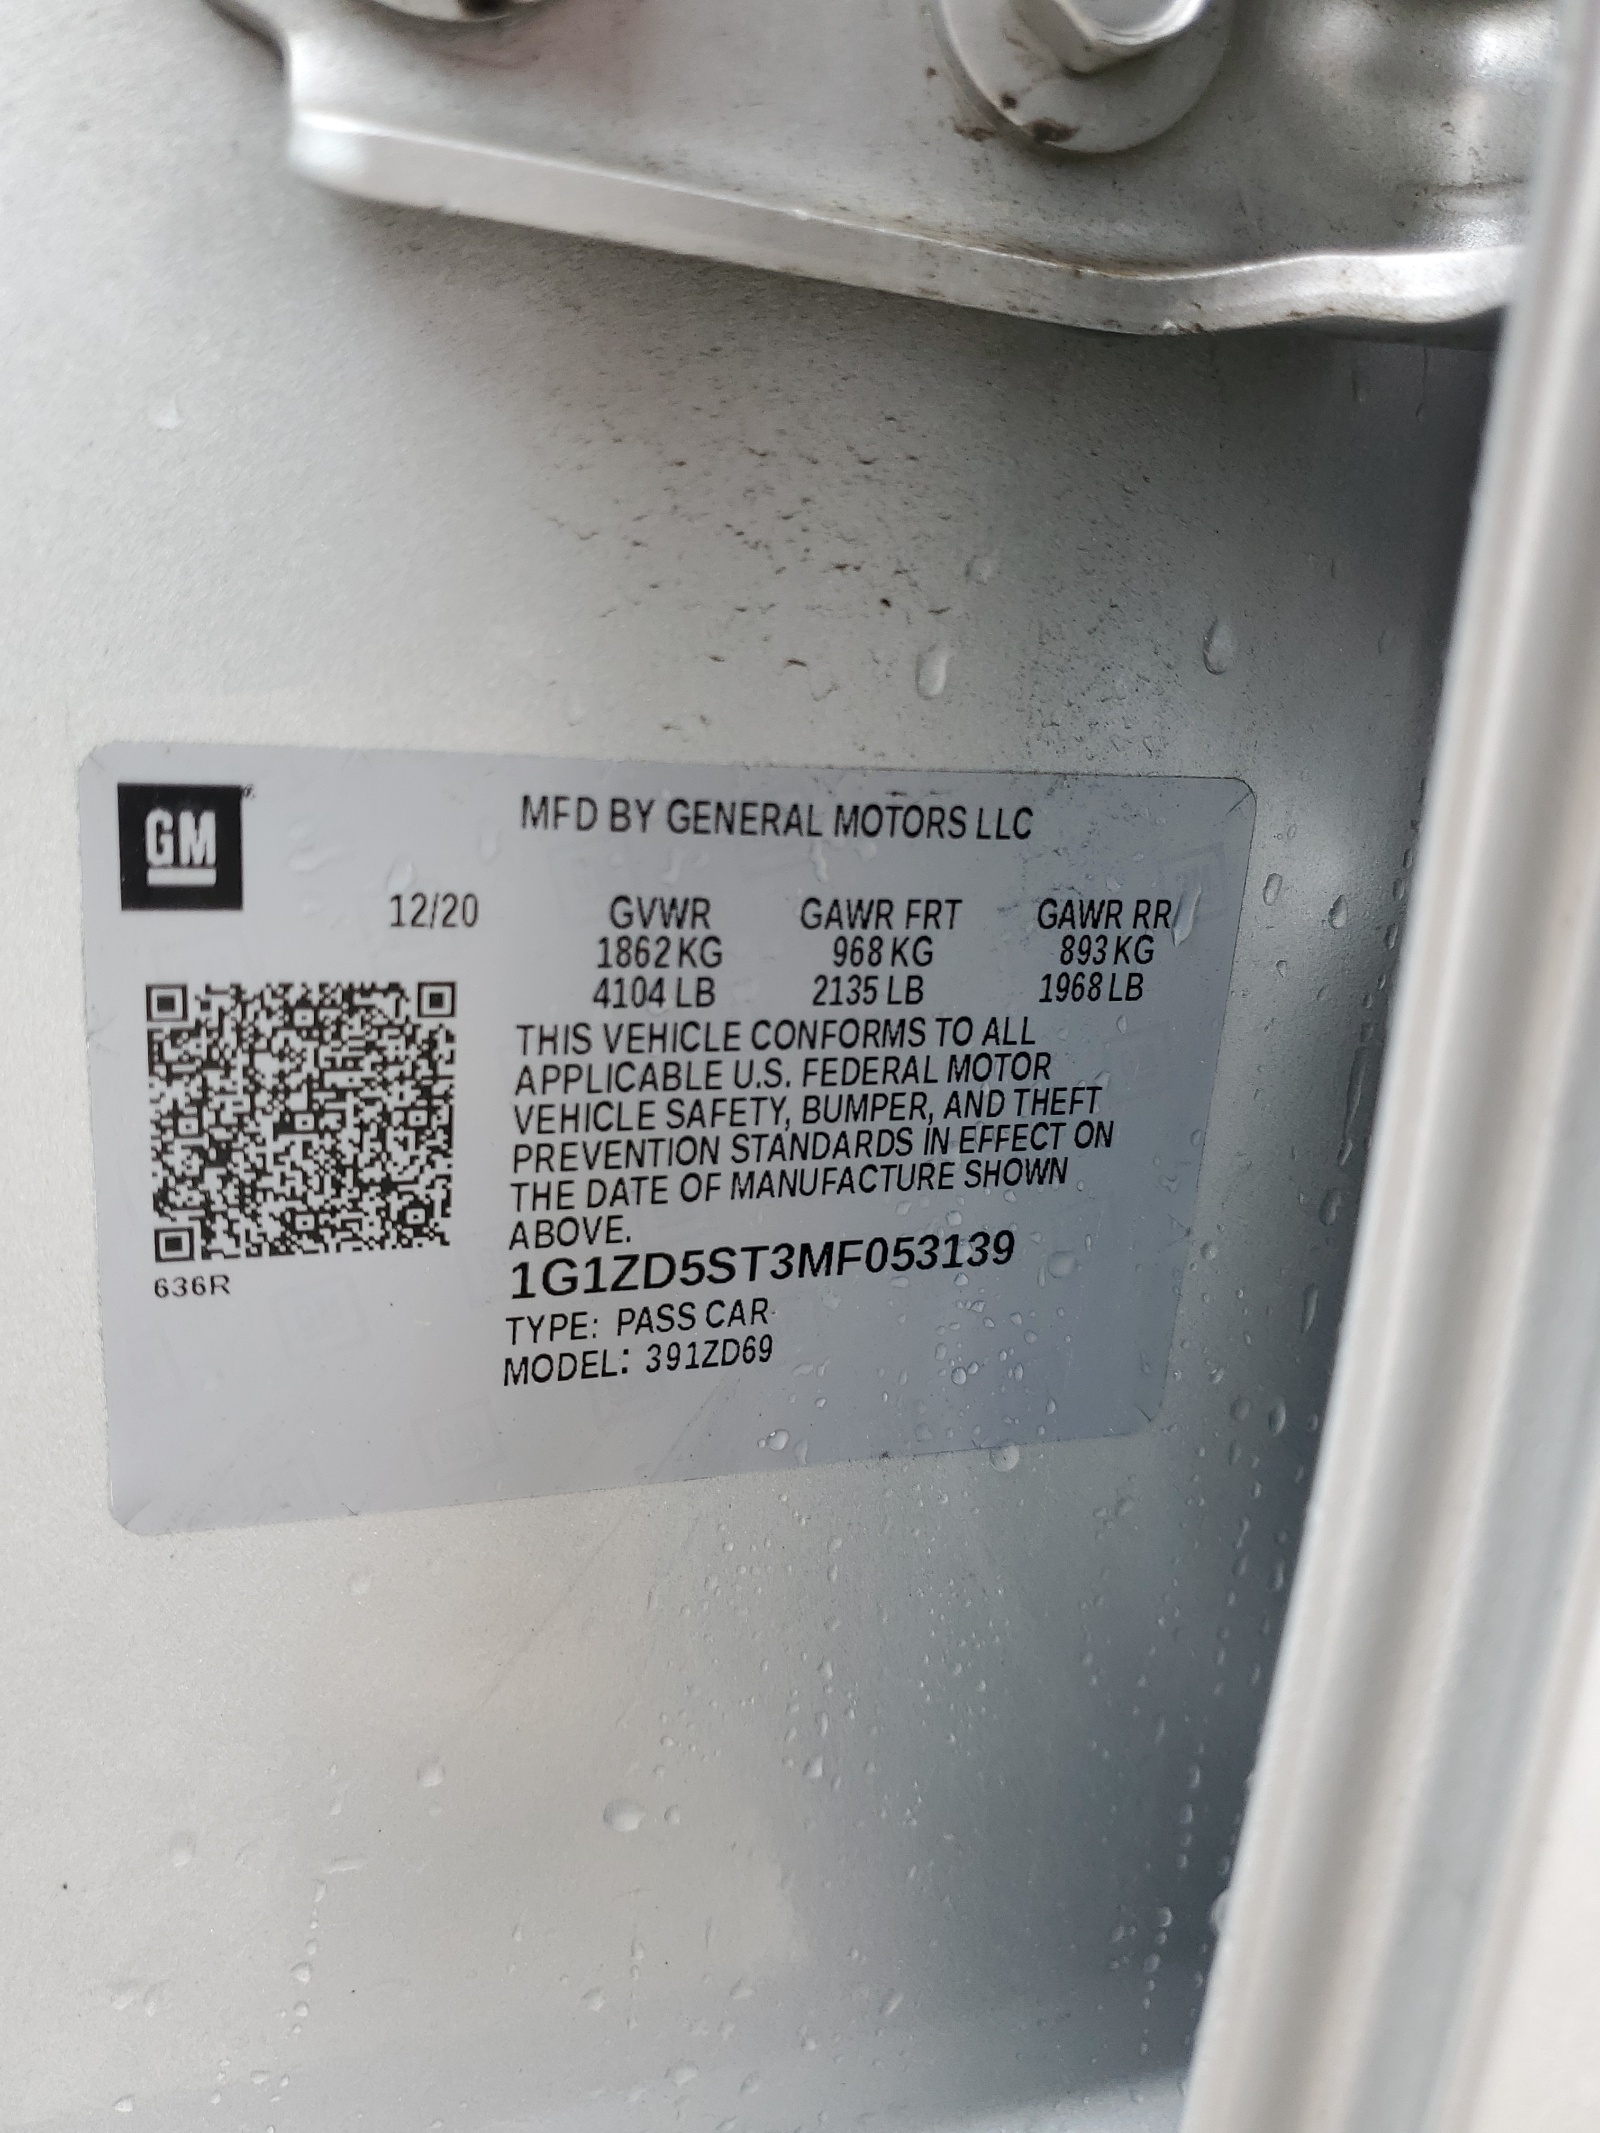 GM
MFD BY GENERAL MOTORS LLC
12/20 GVWR GAWR FRT GAWR RR
1862 KG 968 KG 893 KG
4104 LB 2135 LB 1968 LB
THIS VEHICLE CONFORMS TO ALL
APPLICABLE U.S. FEDERAL MOTOR
VEHICLE SAFETY, BUMPER, AND THEFT
PREVENTION STANDARDS IN EFFECT ON
THE DATE OF MANUFACTURE SHOWN
ABOVE.
1G1ZD5ST3MF053139
636R
TYPE: PASS CAR
MODEL: 391ZD69